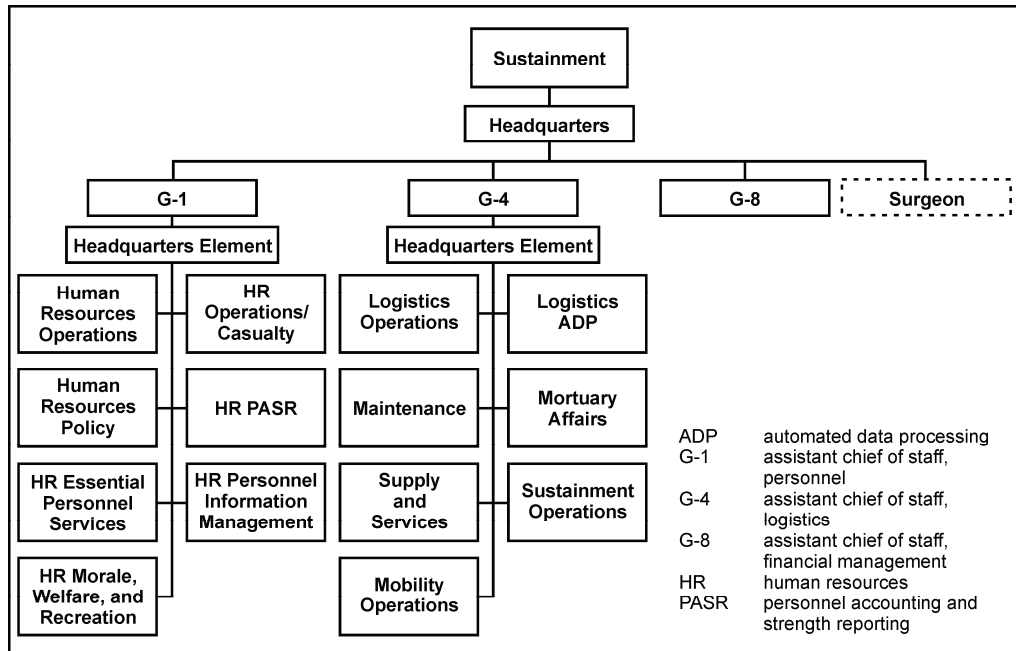 Sustainment
Headquarters
G-1
G-4
G-8
Surgeon
Headquarters Element
Headquarters Element
Human
Resources
Operations
HR
Operations/
Casualty
Logistics
Operations
Logistics
ADP
Human
Resources
Policy
HR PASR
Maintenance
Mortuary
Affairs
HR Essential
Personnel
Services
HR Personnel
Information
Management
Supply
and
Services
Sustainment
Operations
HR Morale,
Welfare, and
Recreation
Mobility
Operations
ADP automated data processing
G-1 assistant chief of staff,
personnel
G-4 assistant chief of staff,
logistics
G-8 assistant chief of staff,
financial management
HR human resources
PASR personnel accounting and
strength reporting